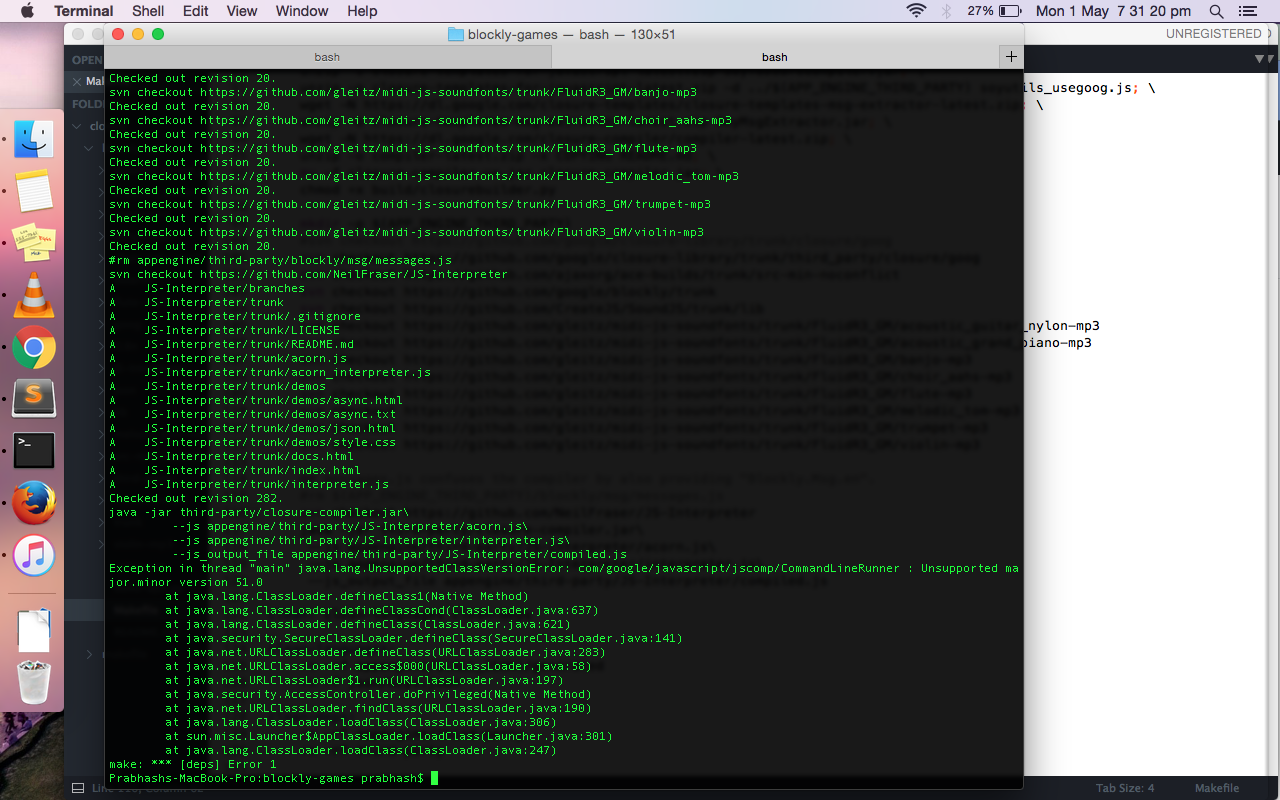 Terminal Shell Edit View Window Help 27% Mon 1 May 7 31 20 pm
blockly-games — bash — 130×51
UNREGISTERED
bash bash
OPEN
Mal
FOLD
Checked out revision 20.
svn checkout https://github.com/gleitz/midi-js-soundfonts/trunk/FluidR3_GM/banjo-mp3
Checked out revision 20.
svn checkout https://github.com/gleitz/midi-js-soundfonts/trunk/FluidR3_GM/choir_aahs-mp3
Checked out revision 20.
svn checkout https://github.com/gleitz/midi-js-soundfonts/trunk/FluidR3_GM/flute-mp3
Checked out revision 20.
svn checkout https://github.com/gleitz/midi-js-soundfonts/trunk/FluidR3_GM/melodic_tom-mp3
Checked out revision 20.
svn checkout https://github.com/gleitz/midi-js-soundfonts/trunk/FluidR3_GM/trumpet-mp3
Checked out revision 20.
svn checkout https://github.com/gleitz/midi-js-soundfonts/trunk/FluidR3_GM/violin-mp3
Checked out revision 20.
#rm appengine/third-party/blockly/msg/messages.js
svn checkout https://github.com/NeilFraser/JS-Interpreter
A    JS-Interpreter/branches
A    JS-Interpreter/trunk
A    JS-Interpreter/trunk/.gitignore
A    JS-Interpreter/trunk/LICENSE
A    JS-Interpreter/trunk/README.md
A    JS-Interpreter/trunk/acorn.js
A    JS-Interpreter/trunk/acorn_interpreter.js
A    JS-Interpreter/trunk/demos
A    JS-Interpreter/trunk/demos/async.html
A    JS-Interpreter/trunk/demos/async.txt
A    JS-Interpreter/trunk/demos/json.html
A    JS-Interpreter/trunk/demos/style.css
A    JS-Interpreter/trunk/docs.html
A    JS-Interpreter/trunk/index.html
A    JS-Interpreter/trunk/interpreter.js
Checked out revision 282.
java -jar third-party/closure-compiler.jar\
--js appengine/third-party/JS-Interpreter/acorn.js\
--js appengine/third-party/JS-Interpreter/interpreter.js\
--js_output_file appengine/third-party/JS-Interpreter/compiled.js
Exception in thread "main" java.lang.UnsupportedClassVersionError: com/google/javascript/jscomp/CommandLineRunner : Unsupported ma
jor.minor version 51.0
at java.lang.ClassLoader.defineClass1(Native Method)
at java.lang.ClassLoader.defineClassCond(ClassLoader.java:637)
at java.lang.ClassLoader.defineClass(ClassLoader.java:621)
at java.security.SecureClassLoader.defineClass(SecureClassLoader.java:141)
at java.net.URLClassLoader.defineClass(URLClassLoader.java:283)
at java.net.URLClassLoader.access$000(URLClassLoader.java:58)
at java.net.URLClassLoader$1.run(URLClassLoader.java:197)
at java.security.AccessController.doPrivileged(Native Method)
at java.net.URLClassLoader.findClass(URLClassLoader.java:190)
at java.lang.ClassLoader.loadClass(ClassLoader.java:306)
at sun.misc.Launcher$AppClassLoader.loadClass(Launcher.java:301)
at java.lang.ClassLoader.loadClass(ClassLoader.java:247)
make: *** [deps] Error 1
Prabhashs-MacBook-Pro:blockly-games prabhash$
ils_usegoog.js; \
; \
_nylon-mp3
piano-mp3
Tab Size: 4 Makefile